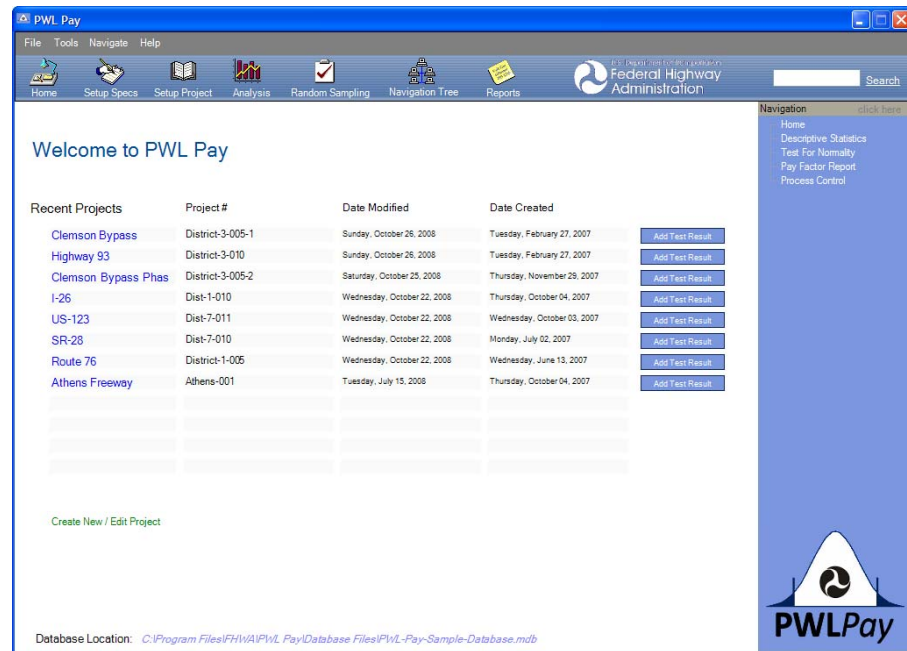 PWL Pay
File Tools Navigate Help
Home Setup Specs Setup Project Analysis Random Sampling Navigation Tree Reports
U.S. Department of Transportation
Federal Highway
Administration
Search
Navigation click here
Home
Descriptive Statistics
Test For Normality
Pay Factor Report
Process Control
Welcome to PWL Pay
Recent Projects Project # Date Modified Date Created
Clemson Bypass District-3-005-1 Sunday, October 26, 2008 Tuesday, February 27, 2007 Add Test Result
Highway 93 District-3-010 Sunday, October 26, 2008 Tuesday, February 27, 2007 Add Test Result
Clemson Bypass Phas District-3-005-2 Saturday, October 25, 2008 Thursday, November 29, 2007 Add Test Result
I-26 Dist-1-010 Wednesday, October 22, 2008 Thursday, October 04, 2007 Add Test Result
US-123 Dist-7-011 Wednesday, October 22, 2008 Wednesday, October 03, 2007 Add Test Result
SR-28 Dist-7-010 Wednesday, October 22, 2008 Monday, July 02, 2007 Add Test Result
Route 76 District-1-005 Wednesday, October 22, 2008 Wednesday, June 13, 2007 Add Test Result
Athens Freeway Athens-001 Tuesday, July 15, 2008 Thursday, October 04, 2007 Add Test Result
Create New / Edit Project
Database Location: C:\Program Files\FHWA\PWL Pay\Database Files\PWL-Pay-Sample-Database.mdb
PWLPay